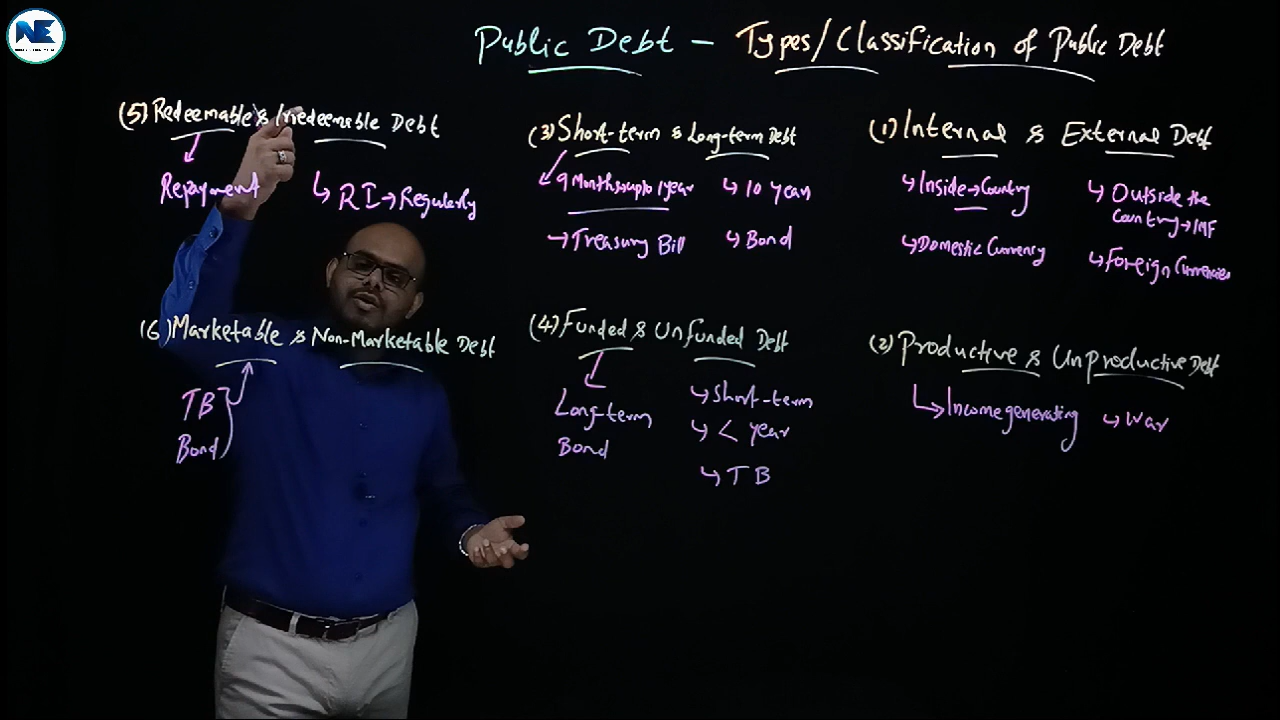 NE
Public Debt - Types/Classification of Public Debt
(1) Internal & External Debt
↳ Inside → Country
↳ Domestic Currency
↳ Outside the
Country → IMF
↳ Foreign Currencies
(2) Productive & Unproductive Debt
↳ Income generating
↳ War
(3) Short-term & Long-term Debt
9 Months upto 1 year
→ Treasury Bill
↳ 10 year
↳ Bond
(4) Funded & Unfunded Debt
Long-term
Bond
↳ Short-term
↳ < year
↳ TB
(5) Redeemable & Irredeemable Debt
Repayment
↳ RI → Regularly
(6) Marketable & Non-Marketable Debt
TB
Bond